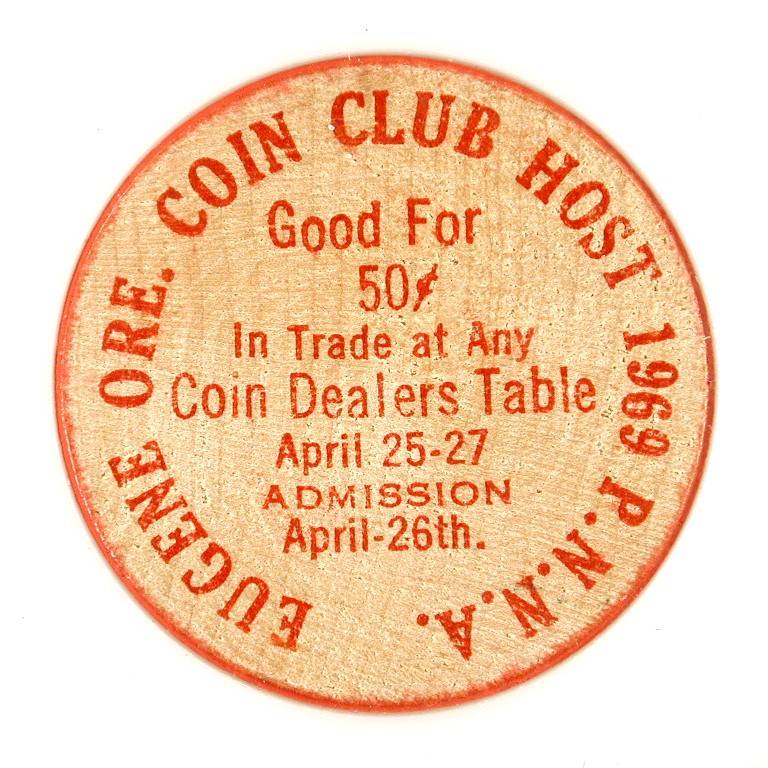 EUGENE ORE. COIN CLUB HOST 1969 P.N.N.A.
Good For
50¢
In Trade at Any
Coin Dealers Table
April 25-27
ADMISSION
April-26th.